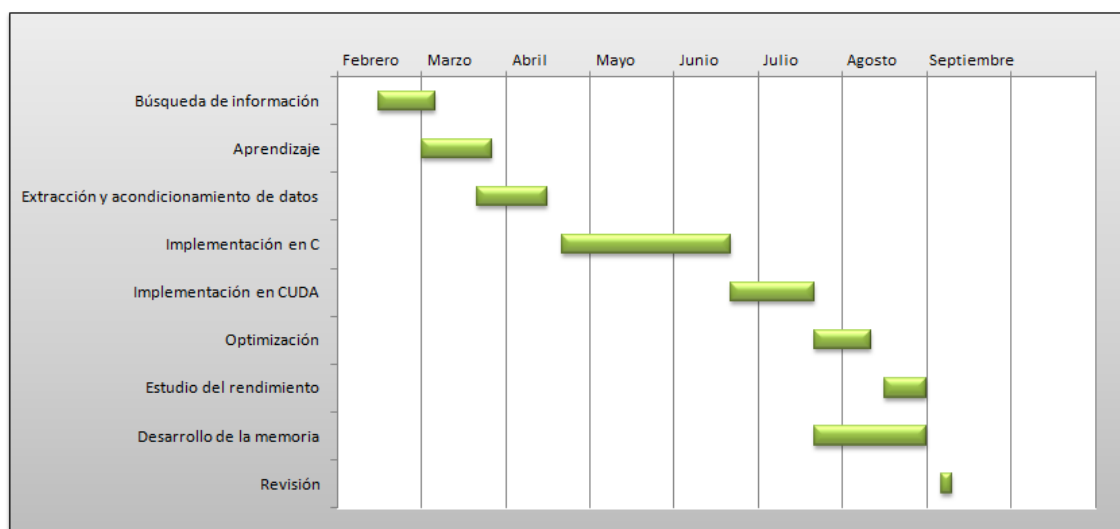 Febrero Marzo Abril Mayo Junio Julio Agosto Septiembre
Búsqueda de información
Aprendizaje
Extracción y acondicionamiento de datos
Implementación en C
Implementación en CUDA
Optimización
Estudio del rendimiento
Desarrollo de la memoria
Revisión